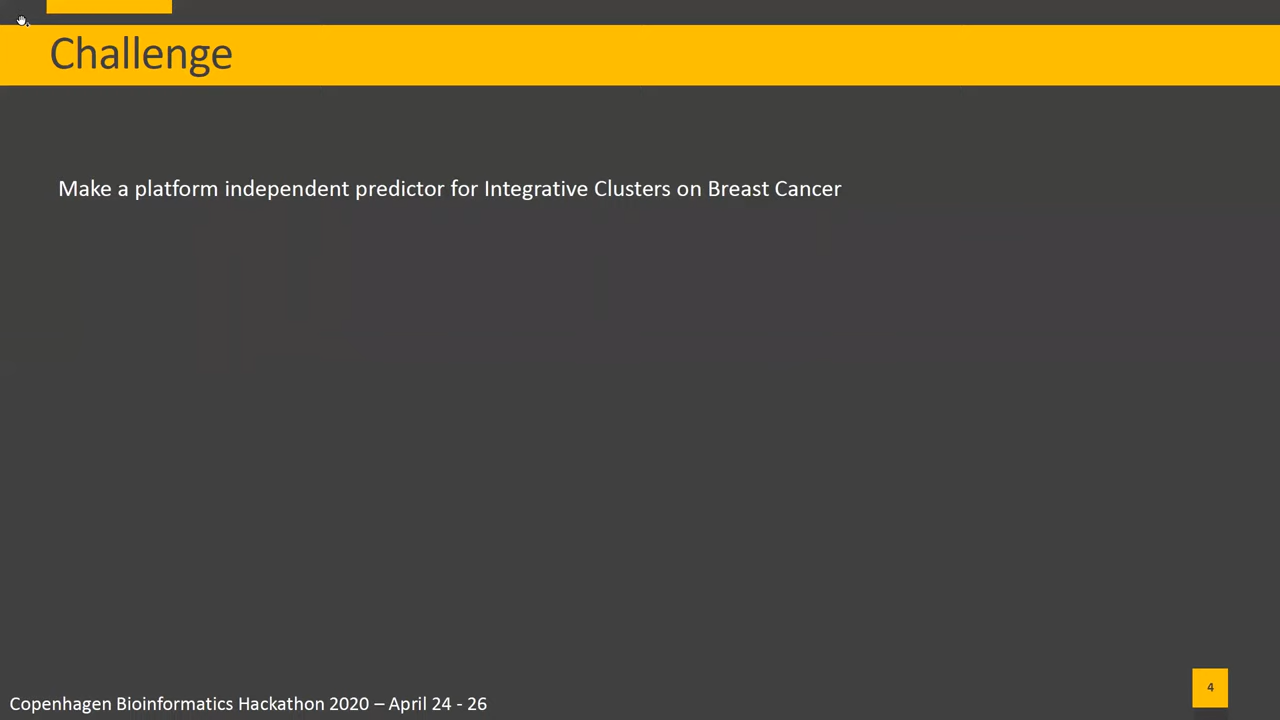 Challenge
Make a platform independent predictor for Integrative Clusters on Breast Cancer
Copenhagen Bioinformatics Hackathon 2020 – April 24 - 26
4